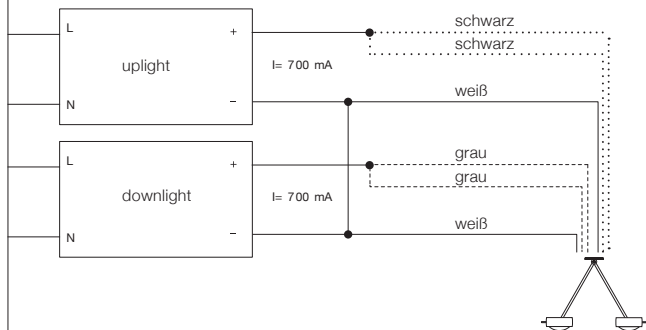 schwarz
L
+
schwarz
uplight
I= 700 mA
weiß
N
−
grau
L
+
grau
downlight
I= 700 mA
weiß
N
−